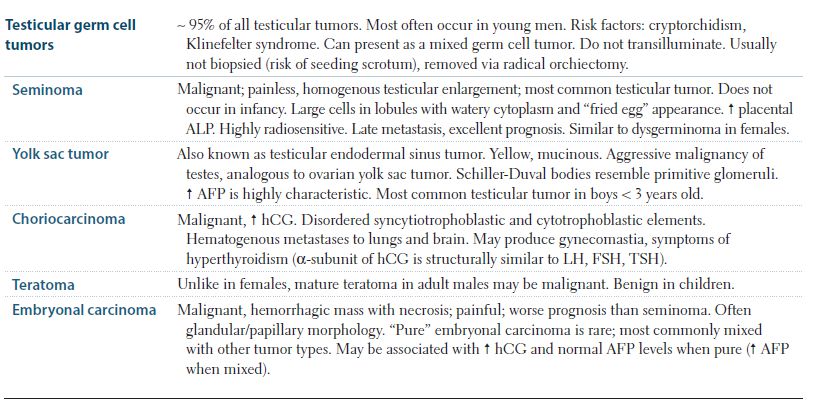 Testicular germ cell tumors
~ 95% of all testicular tumors. Most often occur in young men. Risk factors: cryptorchidism,
Klinefelter syndrome. Can present as a mixed germ cell tumor. Do not transilluminate. Usually
not biopsied (risk of seeding scrotum), removed via radical orchiectomy.
Seminoma
Malignant; painless, homogenous testicular enlargement; most common testicular tumor. Does not
occur in infancy. Large cells in lobules with watery cytoplasm and “fried egg” appearance. ↑ placental
ALP. Highly radiosensitive. Late metastasis, excellent prognosis. Similar to dysgerminoma in females.
Yolk sac tumor
Also known as testicular endodermal sinus tumor. Yellow, mucinous. Aggressive malignancy of
testes, analogous to ovarian yolk sac tumor. Schiller-Duval bodies resemble primitive glomeruli.
↑ AFP is highly characteristic. Most common testicular tumor in boys < 3 years old.
Choriocarcinoma
Malignant, ↑ hCG. Disordered syncytiotrophoblastic and cytotrophoblastic elements.
Hematogenous metastases to lungs and brain. May produce gynecomastia, symptoms of
hyperthyroidism (α-subunit of hCG is structurally similar to LH, FSH, TSH).
Teratoma
Unlike in females, mature teratoma in adult males may be malignant. Benign in children.
Embryonal carcinoma
Malignant, hemorrhagic mass with necrosis; painful; worse prognosis than seminoma. Often
glandular/papillary morphology. “Pure” embryonal carcinoma is rare; most commonly mixed
with other tumor types. May be associated with ↑ hCG and normal AFP levels when pure (↑ AFP
when mixed).